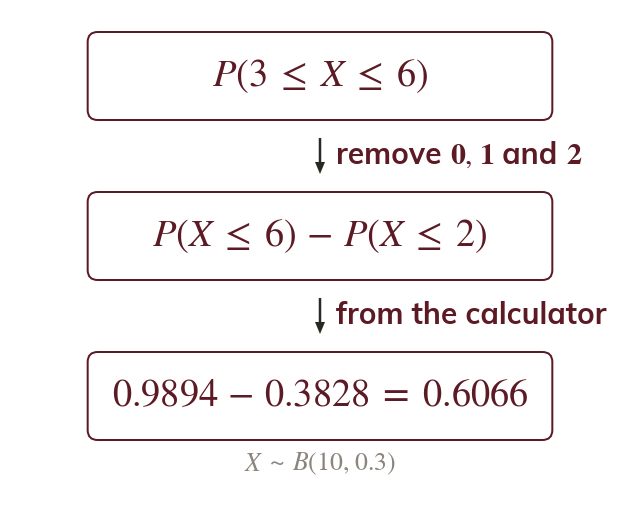 P(3 ≤ X ≤ 6)
remove 0, 1 and 2
P(X ≤ 6) − P(X ≤ 2)
from the calculator
0.9894 − 0.3828 = 0.6066
X ~ B(10, 0.3)